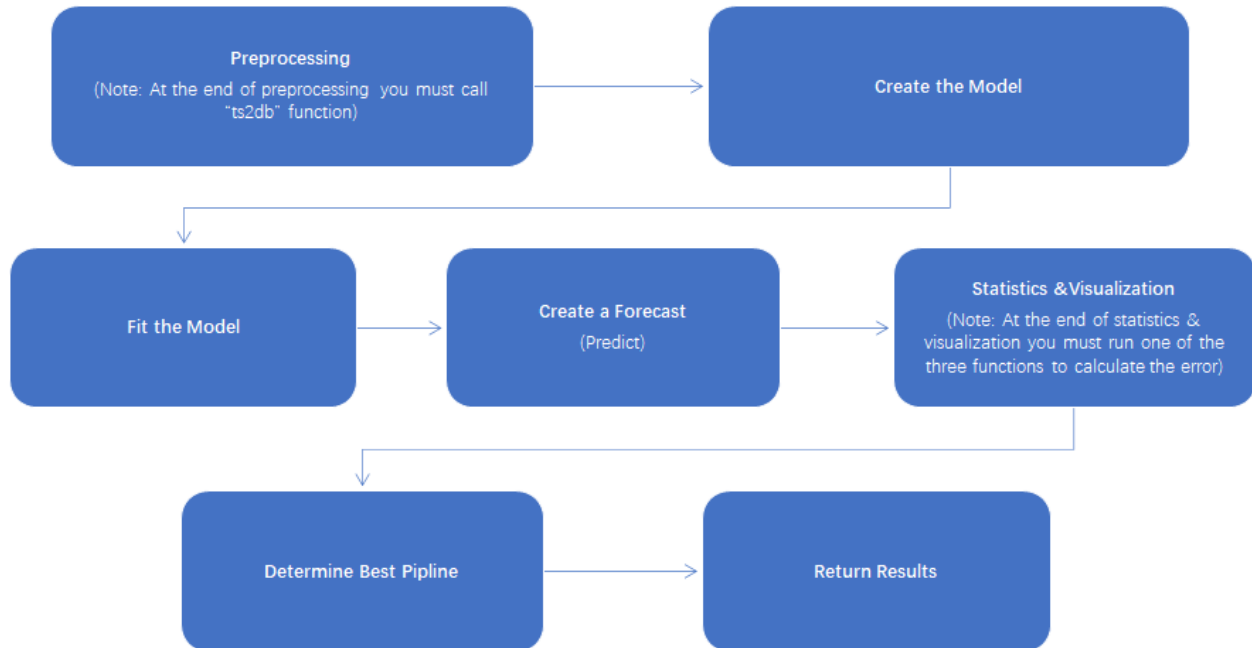 Preprocessing
(Note: At the end of preprocessing you must call
“ts2db” function)
Create the Model
Fit the Model
Create a Forecast
(Predict)
Statistics &Visualization
(Note: At the end of statistics &
visualization you must run one of the
three functions to calculate the error)
Determine Best Pipline
Return Results